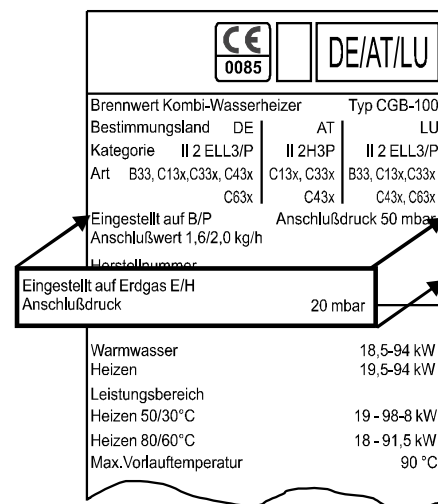 CE
0085
DE/AT/LU
Brennwert Kombi-Wasserheizer Typ CGB-100
Bestimmungsland DE AT LU
Kategorie II 2 ELL3/P II 2H3P II 2 ELL3/P
Art B33, C13x,C33x, C43x C13x, C33x B33, C13x,C33x
C63x C43x C43x, C63x
Eingestellt auf B/P Anschlußdruck 50 mbar
Anschlußwert 1,6/2,0 kg/h
Herstellnummer
Eingestellt auf Erdgas E/H
Anschlußdruck 20 mbar
Warmwasser 18,5-94 kW
Heizen 19,5-94 kW
Leistungsbereich
Heizen 50/30°C 19 - 98-8 kW
Heizen 80/60°C 18 - 91,5 kW
Max.Vorlauftemperatur 90 °C